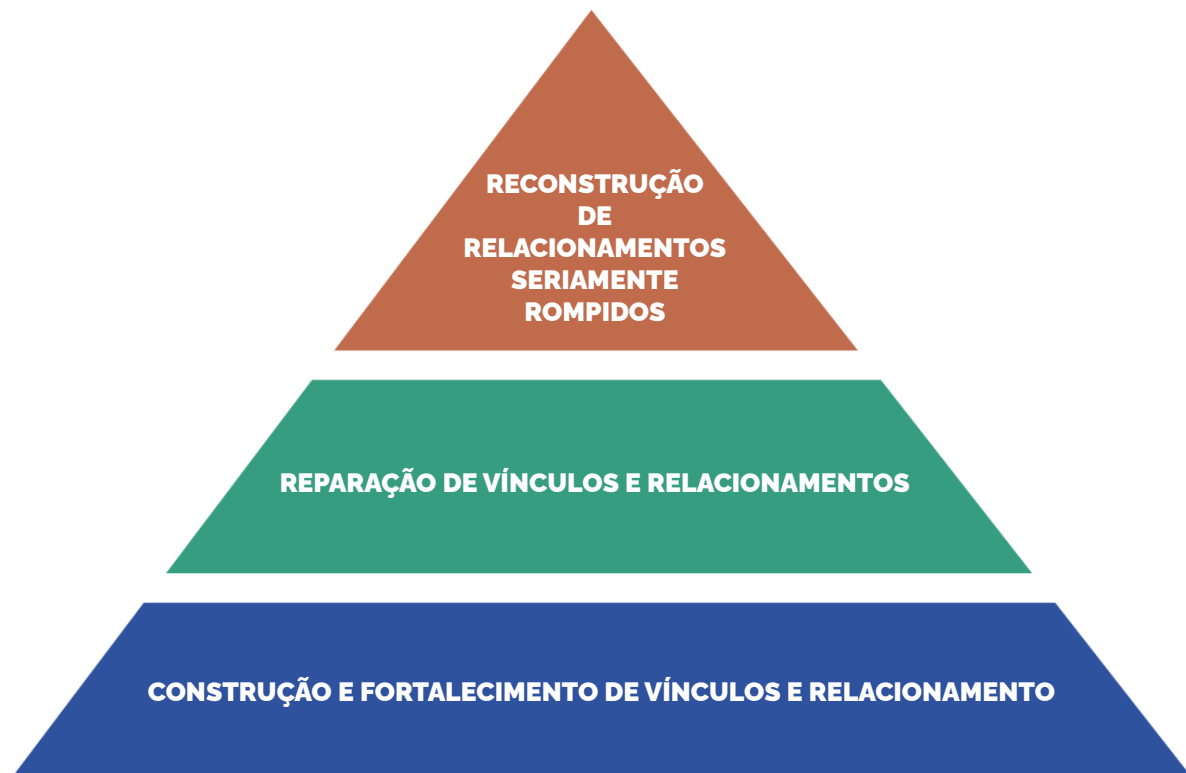 RECONSTRUÇÃO
DE
RELACIONAMENTOS
SERIAMENTE
ROMPIDOS
REPARAÇÃO DE VÍNCULOS E RELACIONAMENTOS
CONSTRUÇÃO E FORTALECIMENTO DE VÍNCULOS E RELACIONAMENTO